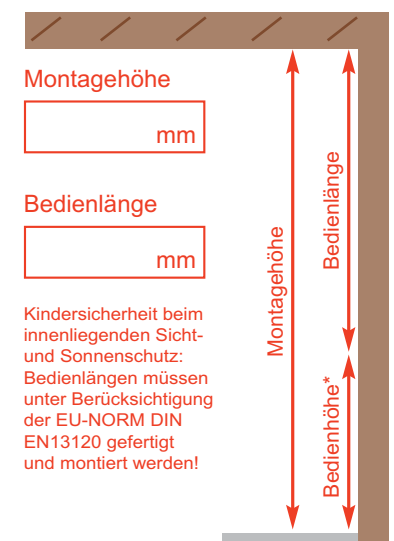 Montagehöhe
mm
Bedienlänge
mm
Kindersicherheit beim
innenliegenden Sicht-
und Sonnenschutz:
Bedienlängen müssen
unter Berücksichtigung
der EU-NORM DIN
EN13120 gefertigt
und montiert werden!
Montagehöhe
Bedienlänge
Bedienhöhe*